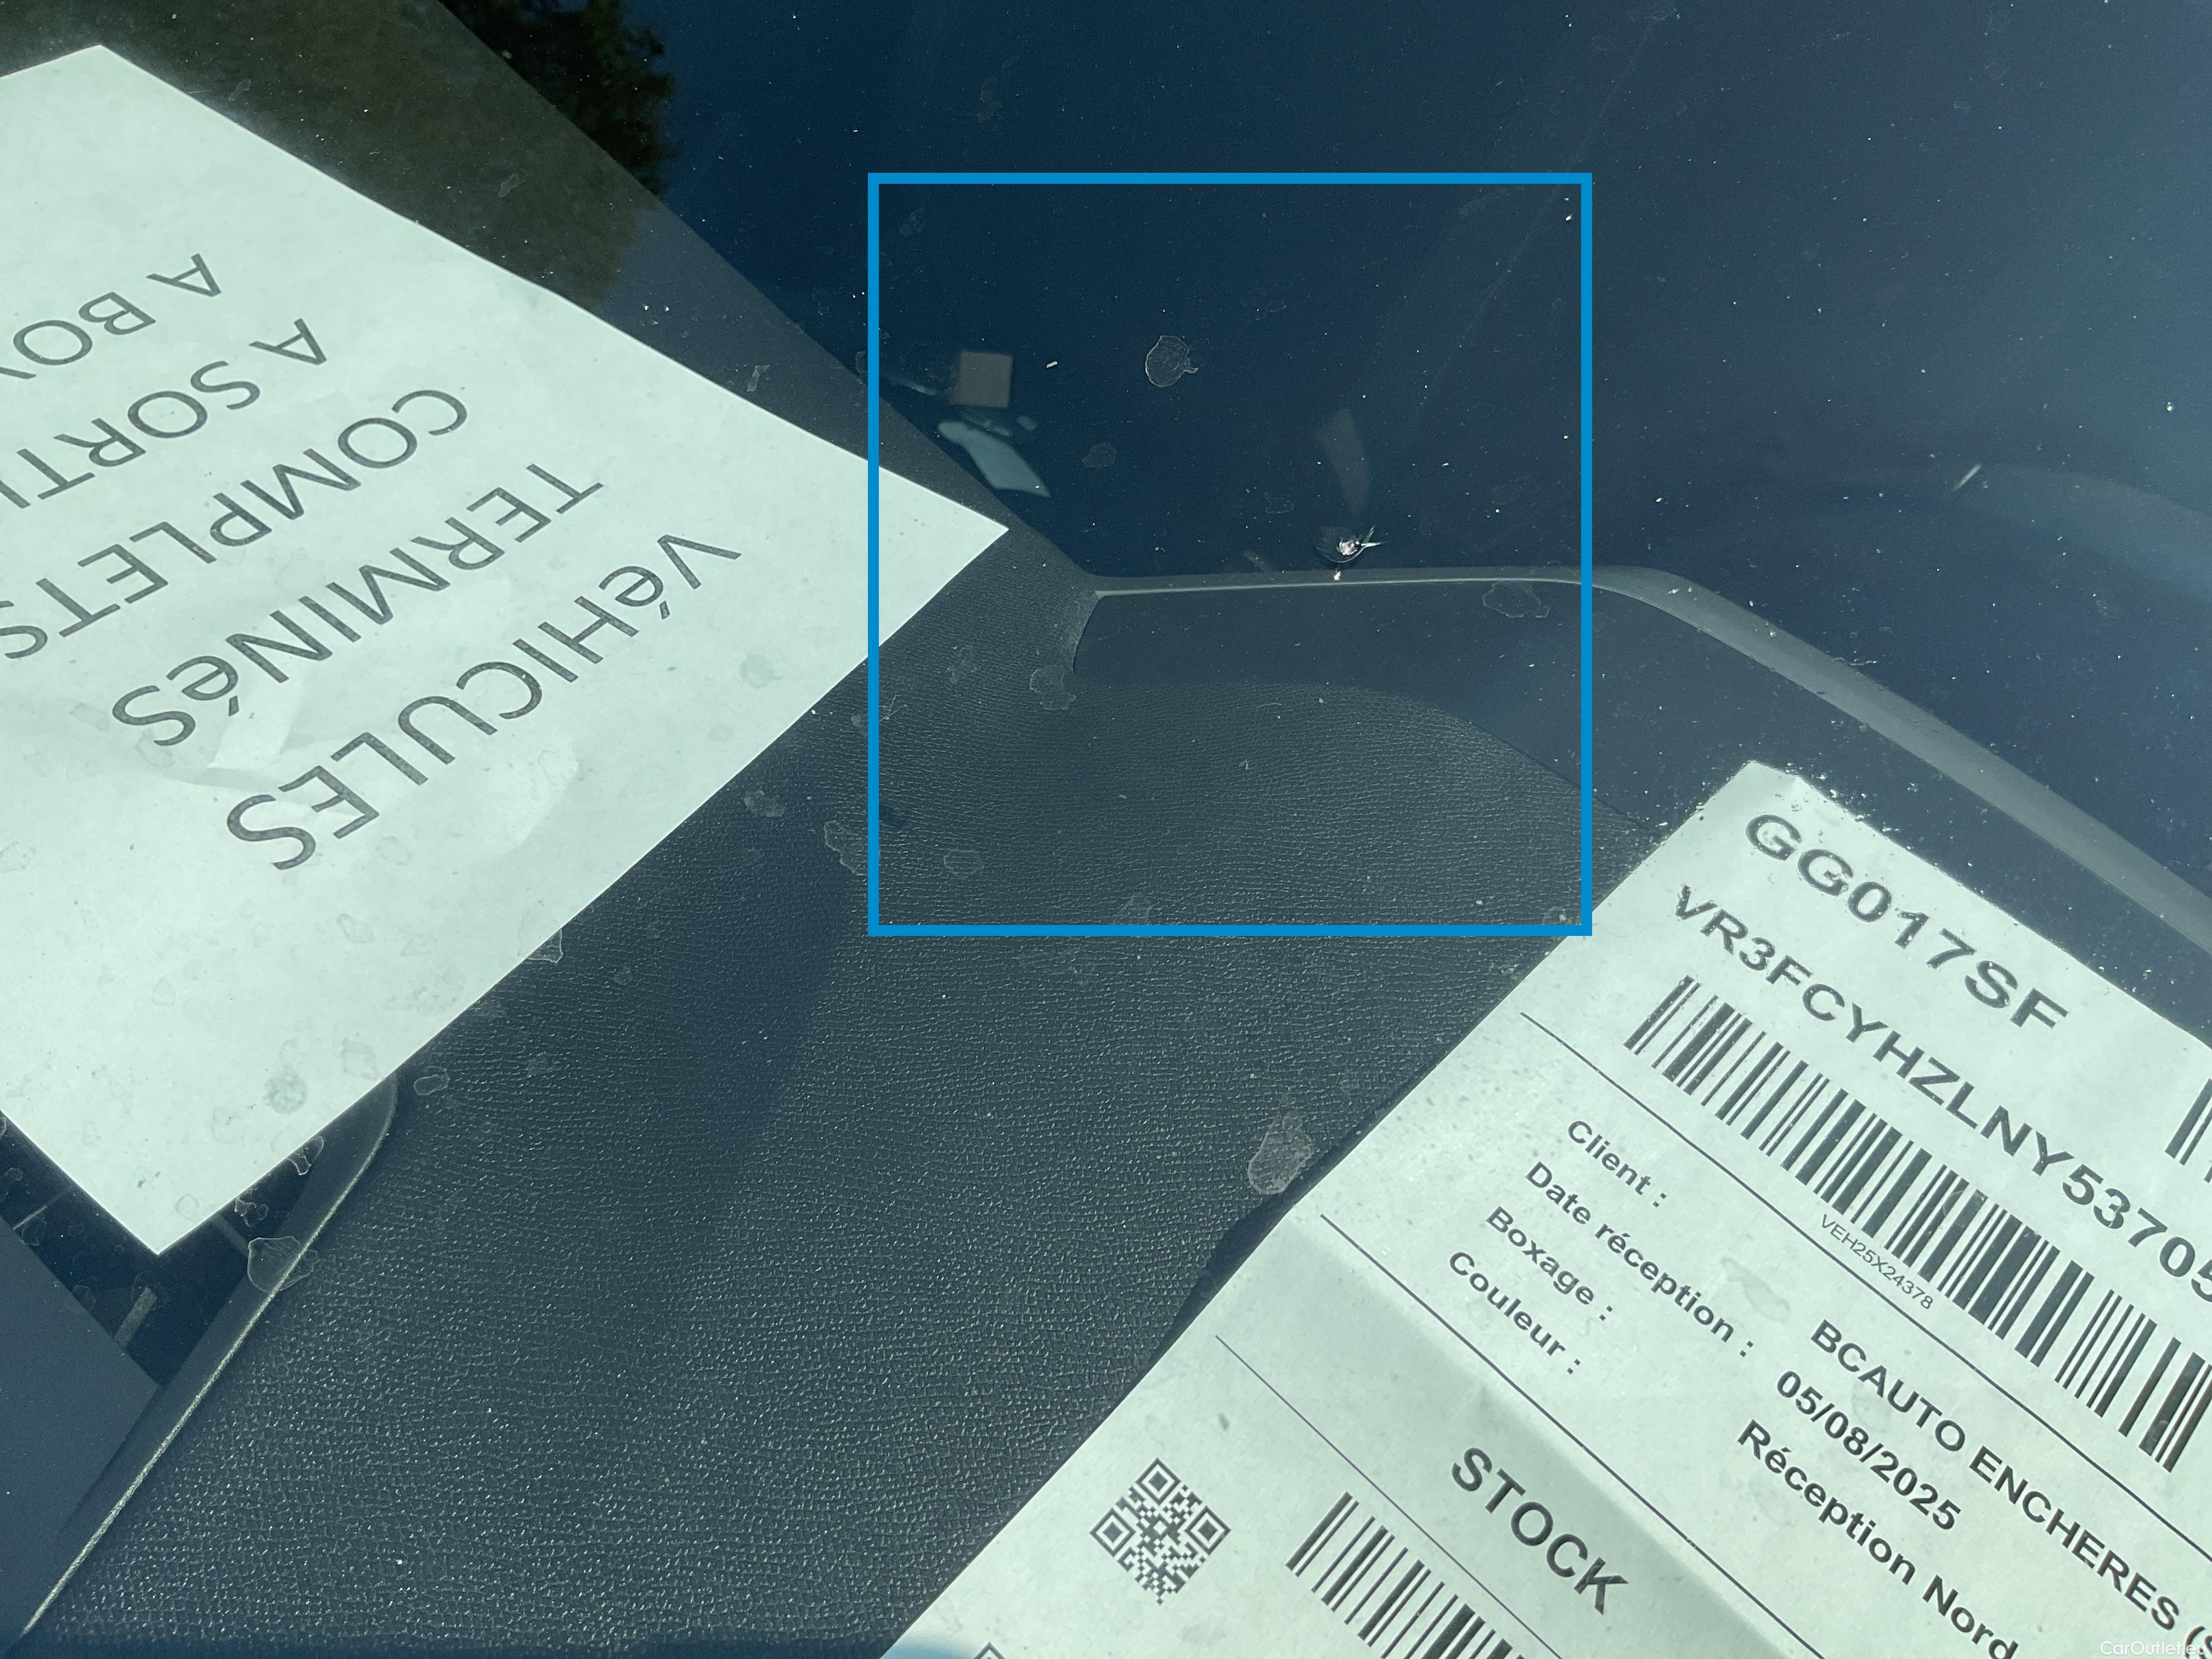 VéHICULES
TERMINéS
COMPLETS
A SORTI
A BOX
GG017SF
VR3FCYHZLNY53705
VEH25X24378
Client : BCAUTO ENCHERES (S
Date réception : 05/08/2025
Boxage : Réception Nord
Couleur :
STOCK
CarOutlet.eu